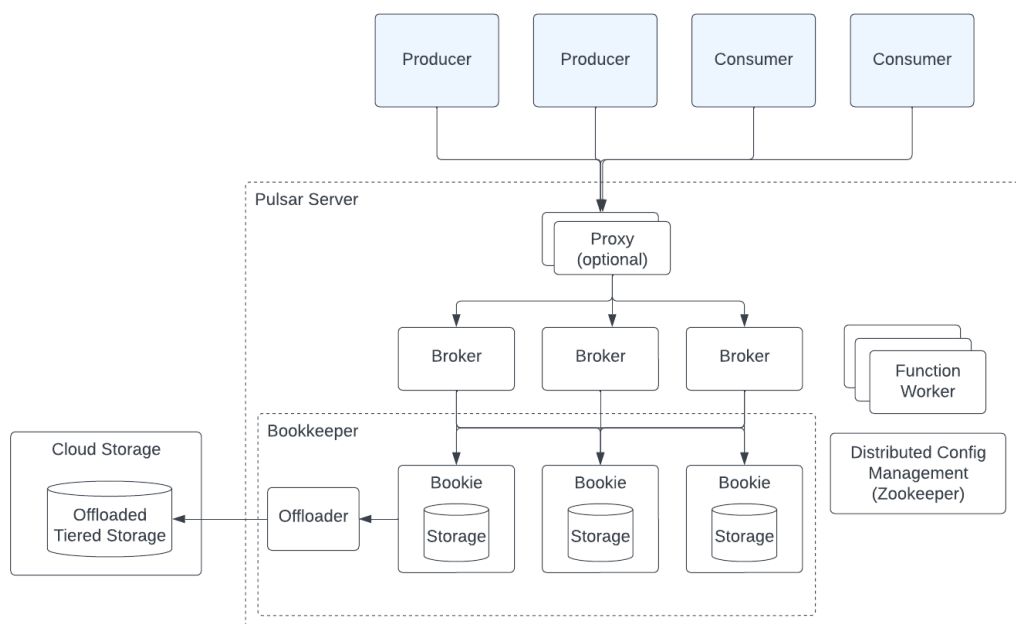 Producer
Producer
Consumer
Consumer
Pulsar Server
Proxy
(optional)
Broker
Broker
Broker
Function
Worker
Bookkeeper
Cloud Storage
Offloaded
Tiered Storage
Offloader
Bookie
Storage
Bookie
Storage
Bookie
Storage
Distributed Config
Management
(Zookeeper)